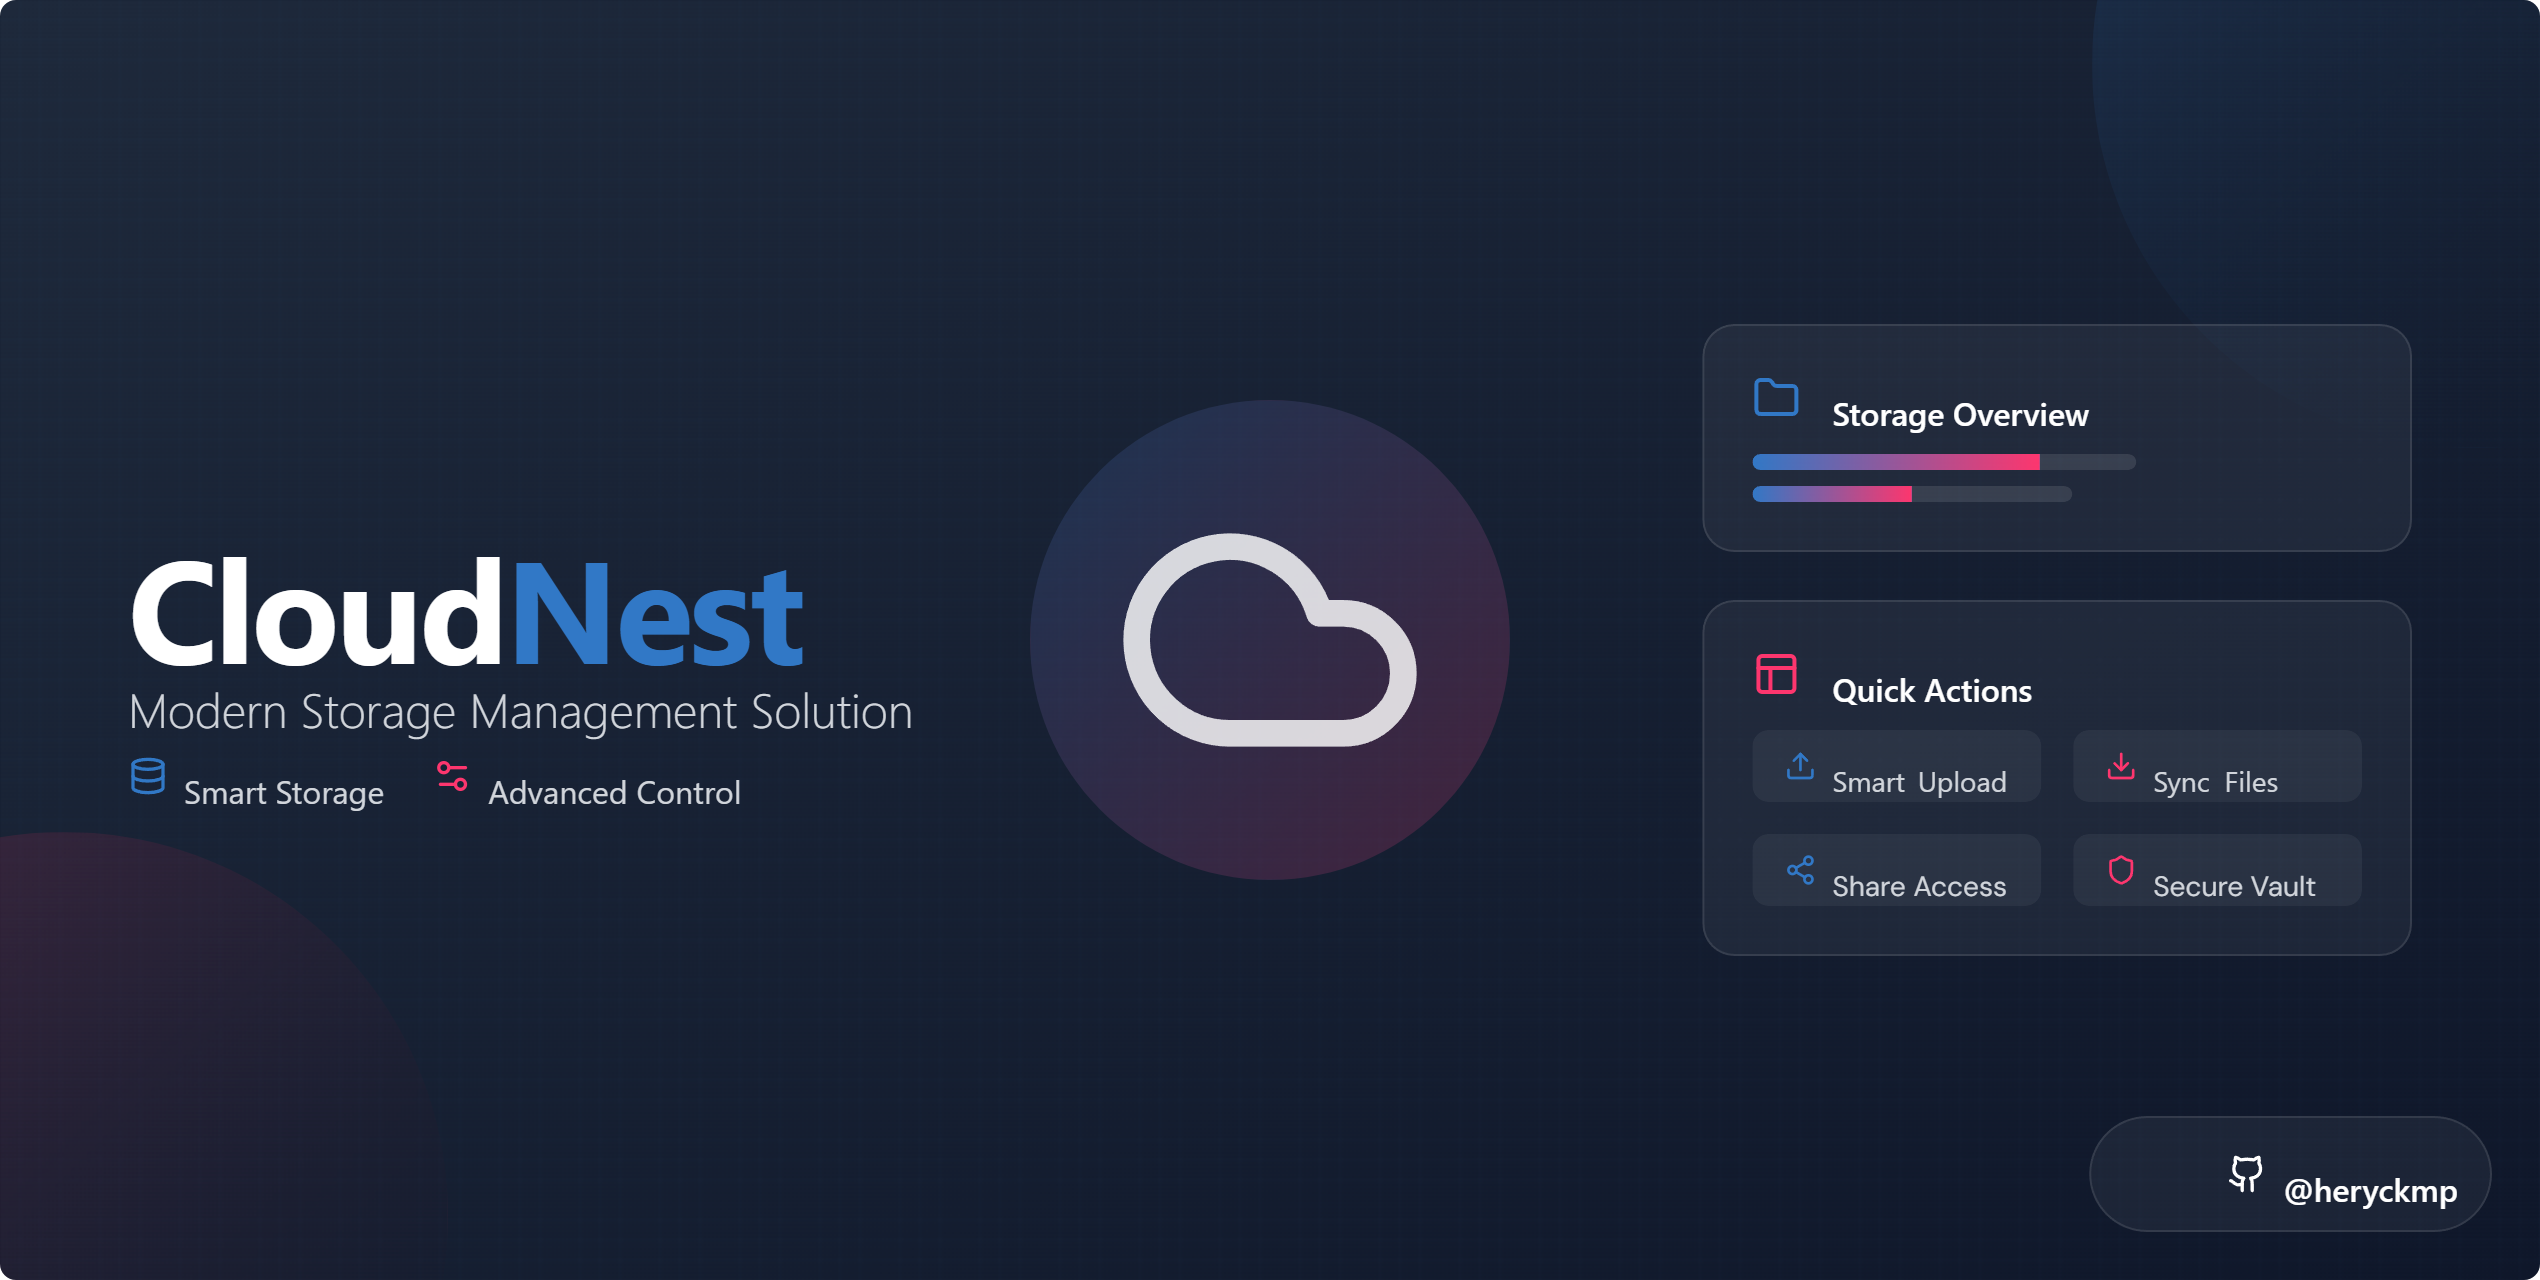 CloudNest
Modern Storage Management Solution
Smart Storage
Advanced Control
Storage Overview
Quick Actions
Smart Upload
Sync Files
Share Access
Secure Vault
@heryckmp